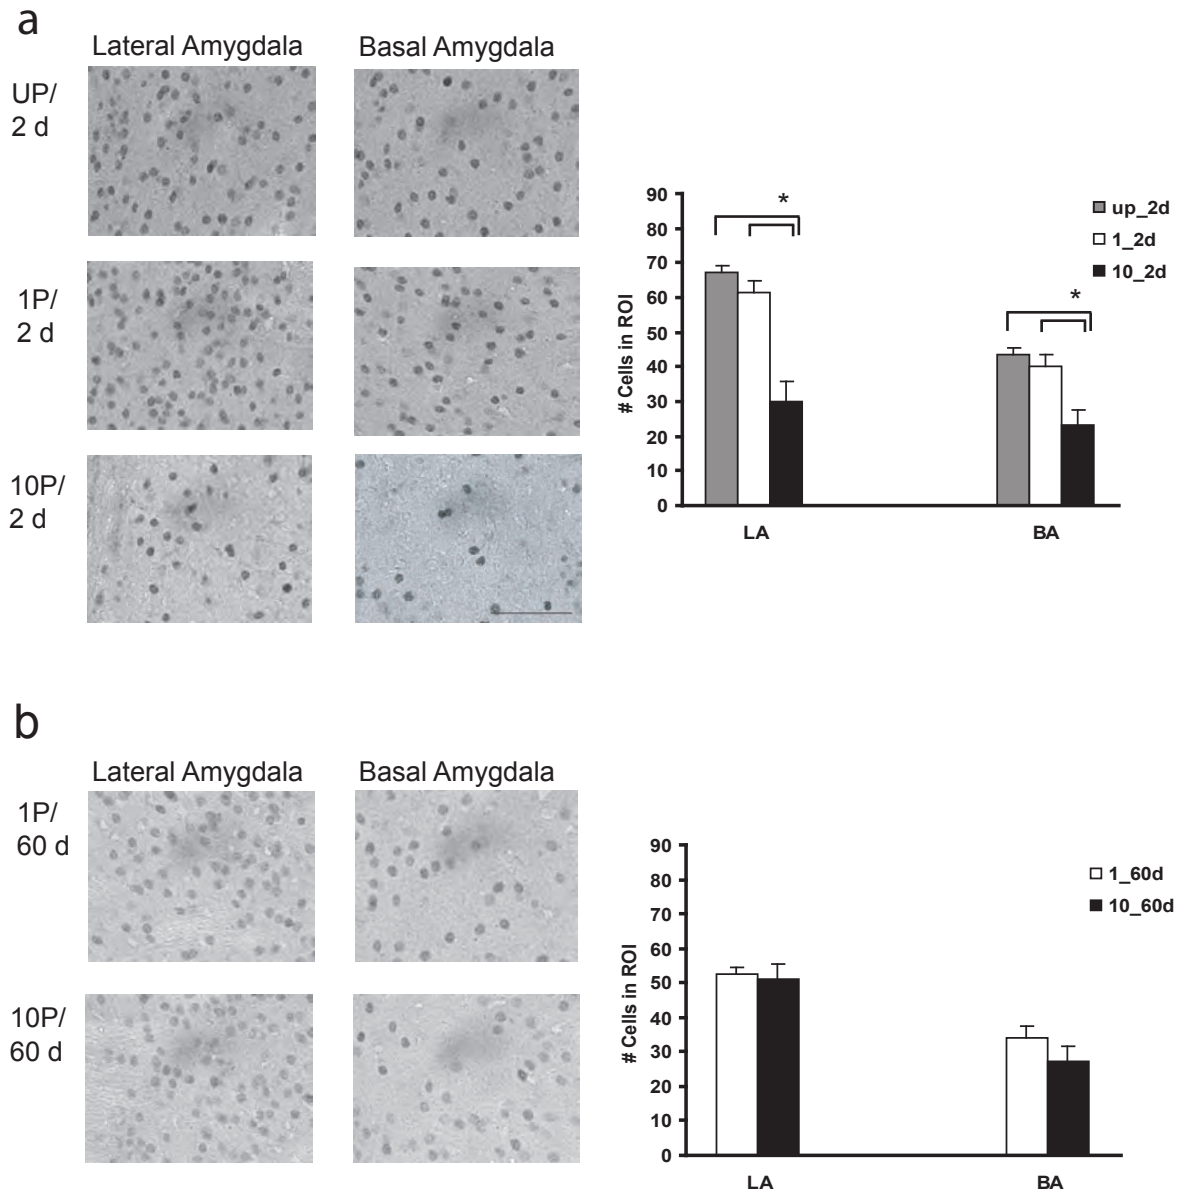 a
Lateral Amygdala Basal Amygdala
UP/
2 d
1P/
2 d
10P/
2 d
# Cells in ROI
90
80
70
60
50
40
30
20
10
0
*
*
LA BA
up_2d
1_2d
10_2d
b
Lateral Amygdala Basal Amygdala
1P/
60 d
10P/
60 d
# Cells in ROI
90
80
70
60
50
40
30
20
10
0
LA BA
1_60d
10_60d